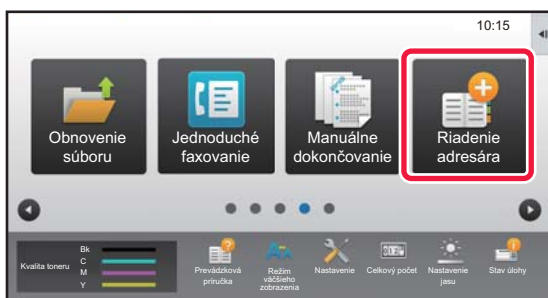 10:15
Obnovenie
súboru
Jednoduché
faxovanie
Manuálne
dokončovanie
Riadenie
adresára
Kvalita toneru
Bk
C
M
Y
Prevádzková
príručka
Režim
väčšieho
zobrazenia
Nastavenie
Celkový počet
Nastavenie
jasu
Stav úlohy